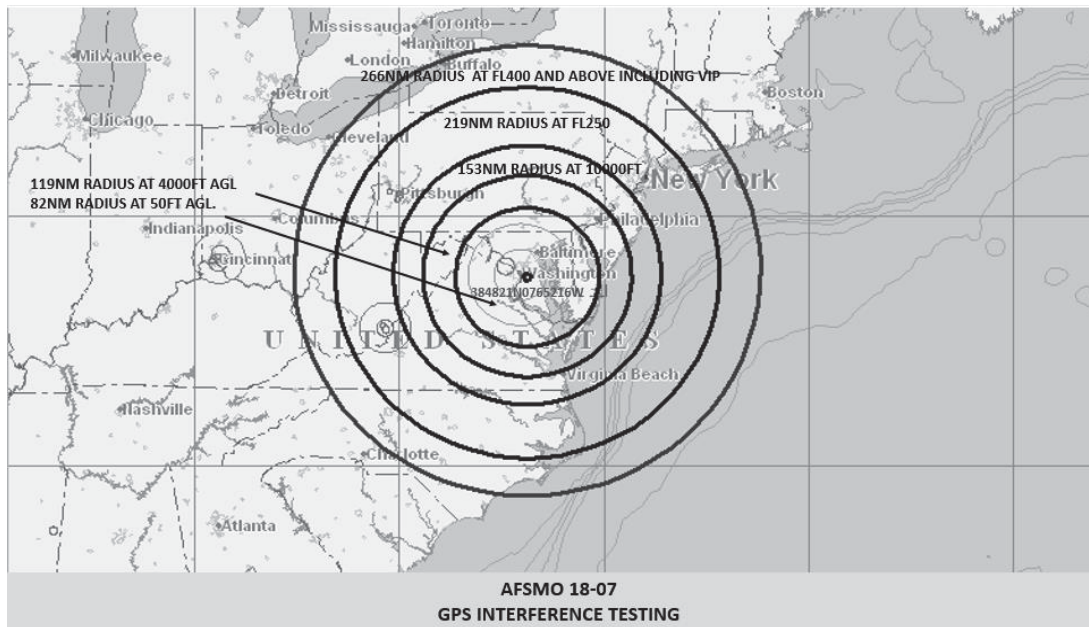 Mississauga Toronto
Hamilton
Milwaukee
London
Buffalo
266NM RADIUS AT FL400 AND ABOVE INCLUDING VIP
Detroit
Boston
Chicago
Toledo
Cleveland
219NM RADIUS AT FL250
153NM RADIUS AT 10000FT
New York
119NM RADIUS AT 4000FT AGL
82NM RADIUS AT 50FT AGL.
Pittsburgh
Columbus
Philadelphia
Indianapolis
Baltimore
Cincinnat
Washington
384821N0765216W
UNITED STATES
Virginia Beach
Nashville
Charlotte
Atlanta
AFSMO 18-07
GPS INTERFERENCE TESTING